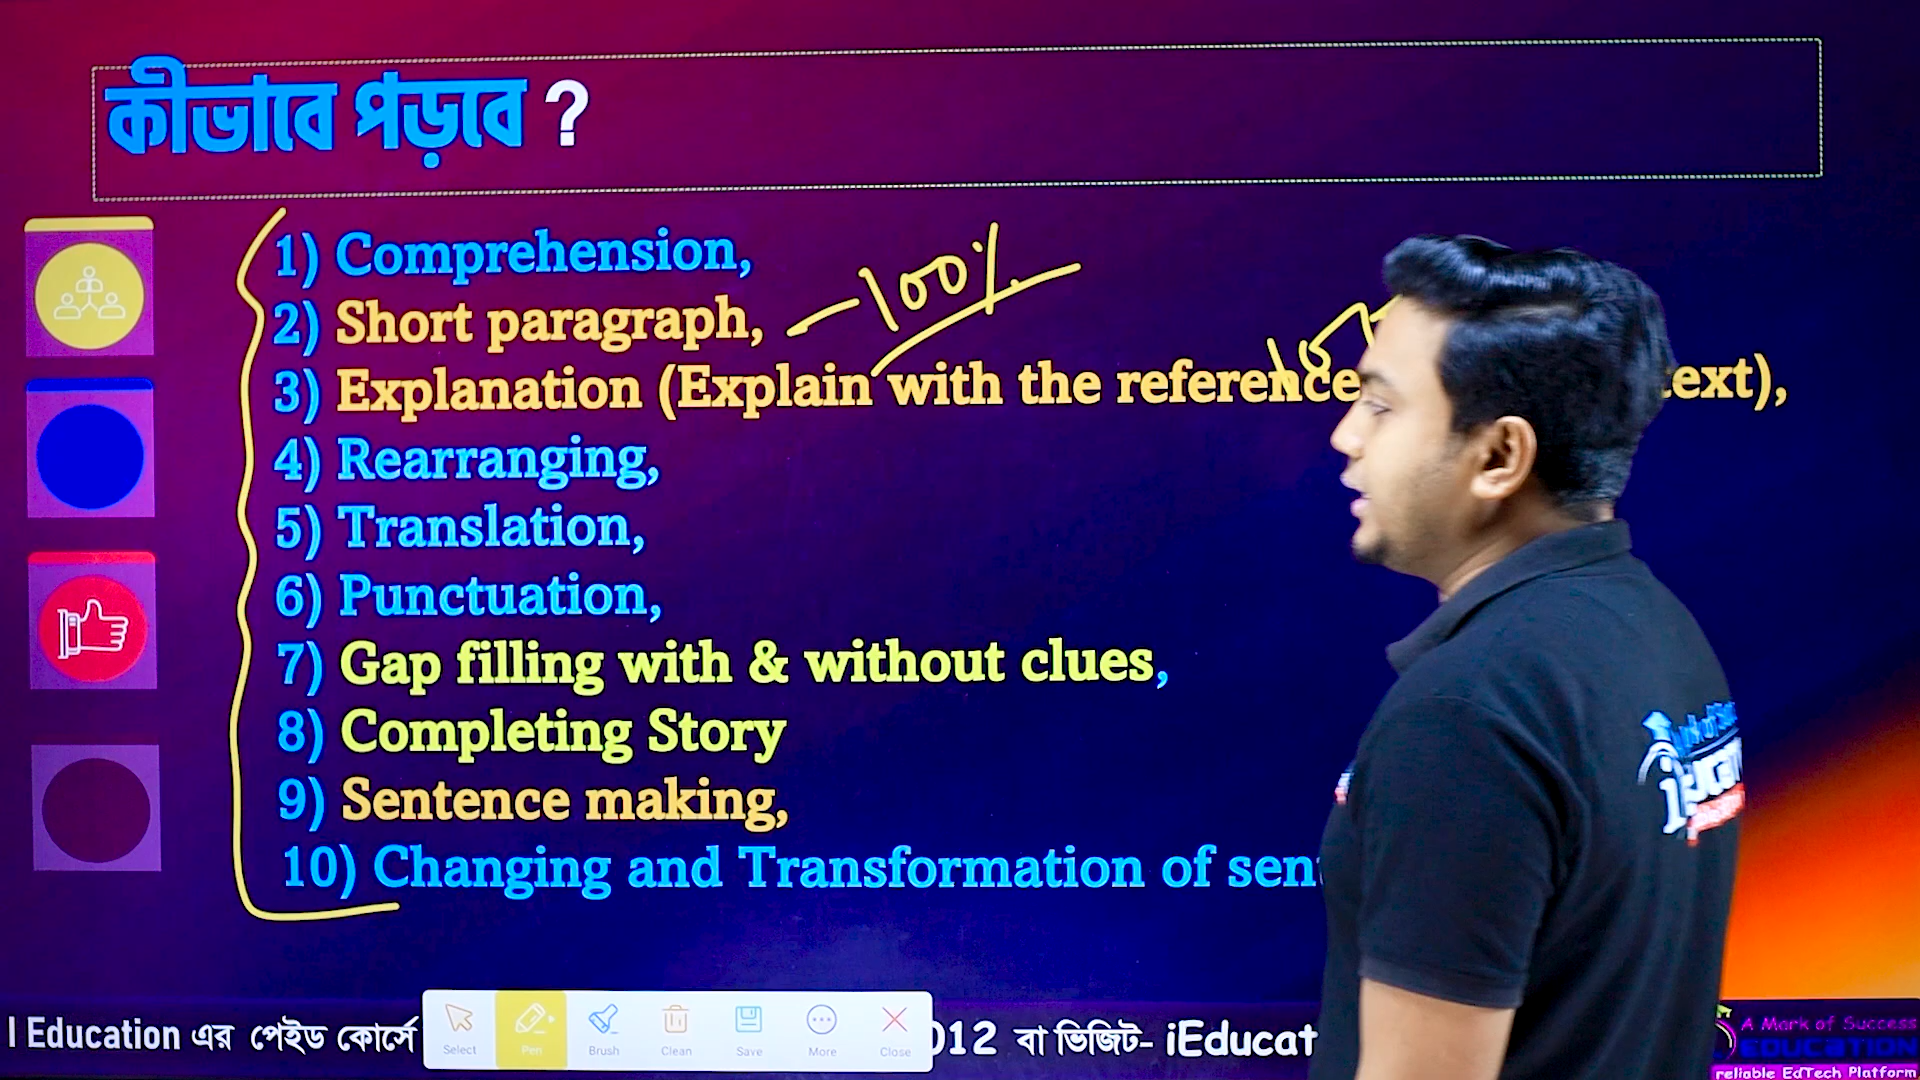 কীভাবে পড়বে ?
1) Comprehension,
2) Short paragraph, – 100%
3) Explanation (Explain with the reference text),
4) Rearranging,
5) Translation,
6) Punctuation,
7) Gap filling with & without clues,
8) Completing Story
9) Sentence making,
10) Changing and Transformation of sen
Select Pen Brush Clean Save More Close
I Education এর পেইড কোর্সে 012 বা ভিজিট- iEducat
A Mark of Success
EDUCATION
reliable EdTech Platform